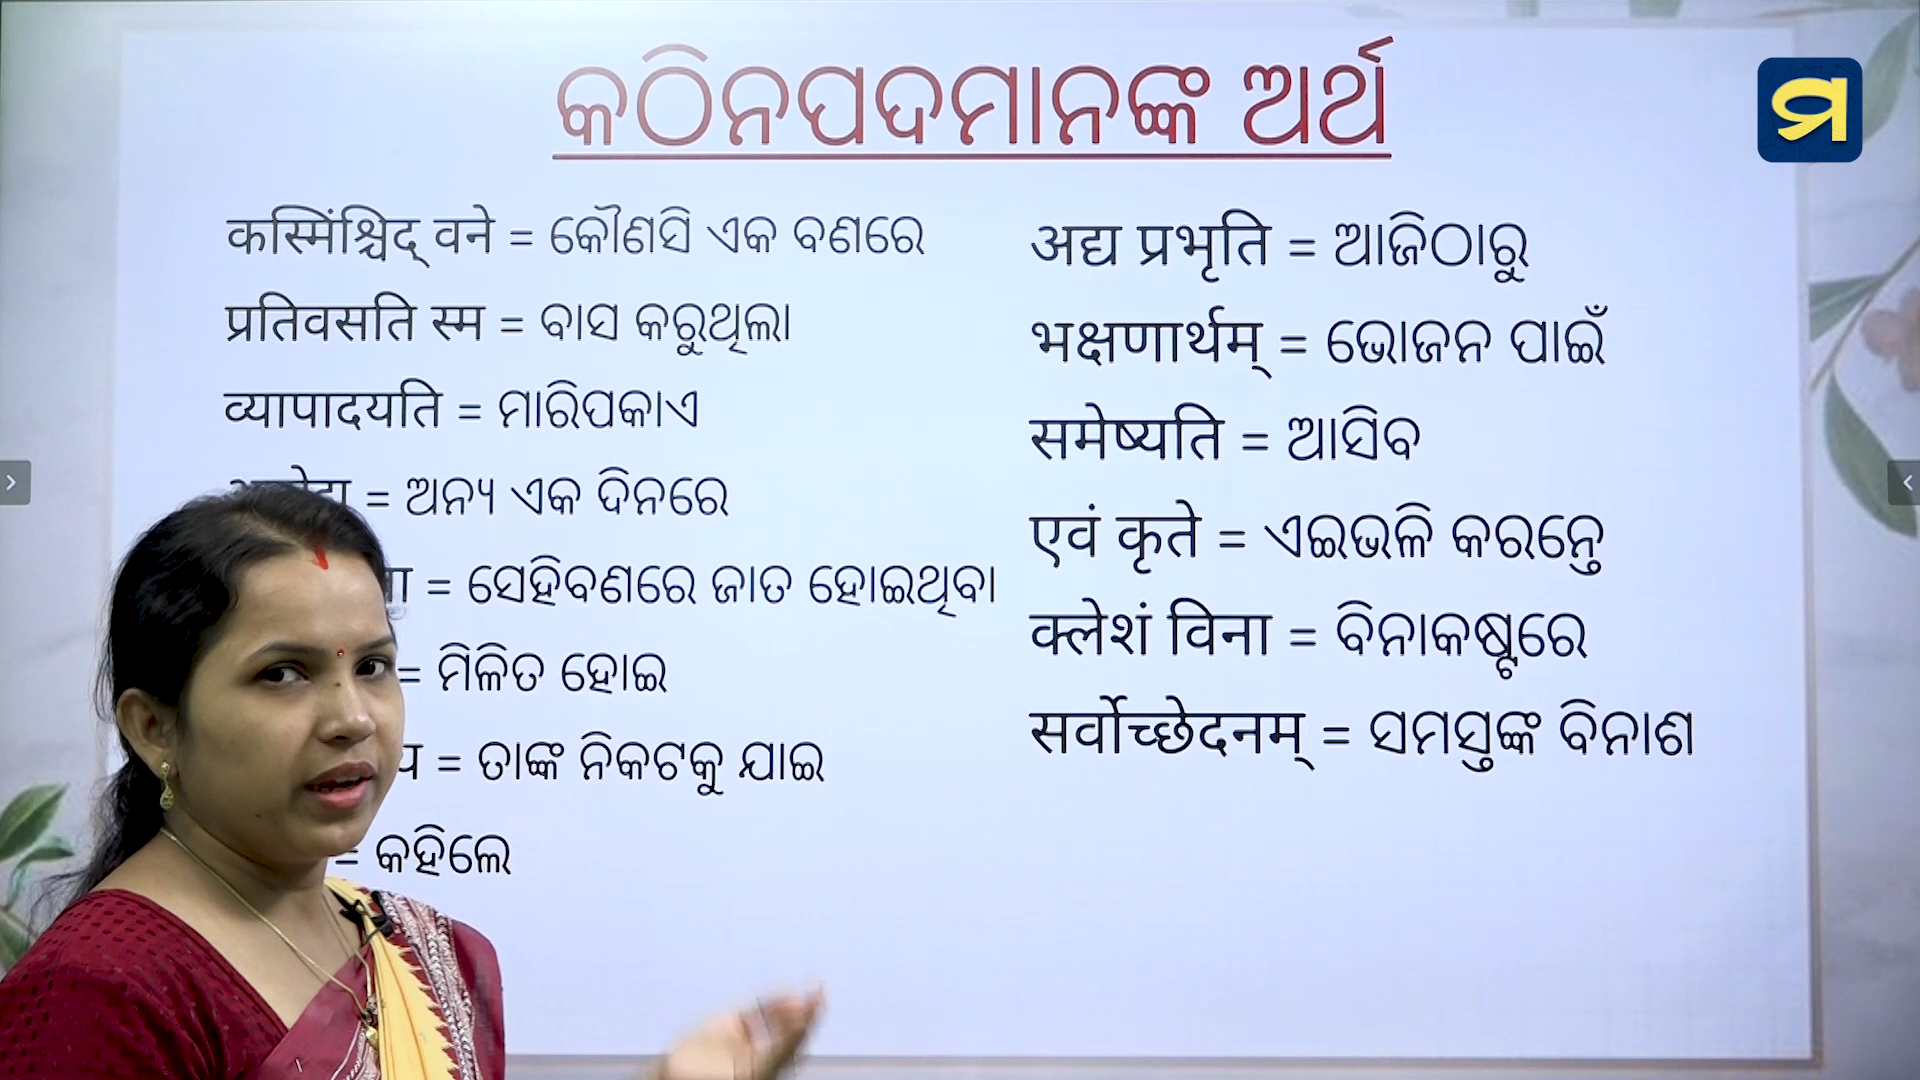 କଠିନପଦମାନଙ୍କ ଅର୍ଥ
ମ
कस्मिंश्चिद् वने = କୌଣସି ଏକ ବଣରେ
प्रतिवसति स्म = ବାସ କରୁଥିଲା
व्यापादयति = ମାରିପକାଏ
= ଅନ୍ୟ ଏକ ଦିନରେ
= ସେହିବଣରେ ଜାତ ହୋଇଥିବା
= ମିଳିତ ହୋଇ
= ତାଙ୍କ ନିକଟକୁ ଯାଇ
= କହିଲେ
अद्य प्रभृति = ଆଜିଠାରୁ
भक्षणार्थम् = ଭୋଜନ ପାଇଁ
समेष्यति = ଆସିବ
एवं कृते = ଏଇଭଳି କରନ୍ତେ
क्लेशं विना = ବିନାକଷ୍ଟରେ
सर्वोच्छेदनम् = ସମସ୍ତଙ୍କ ବିନାଶ